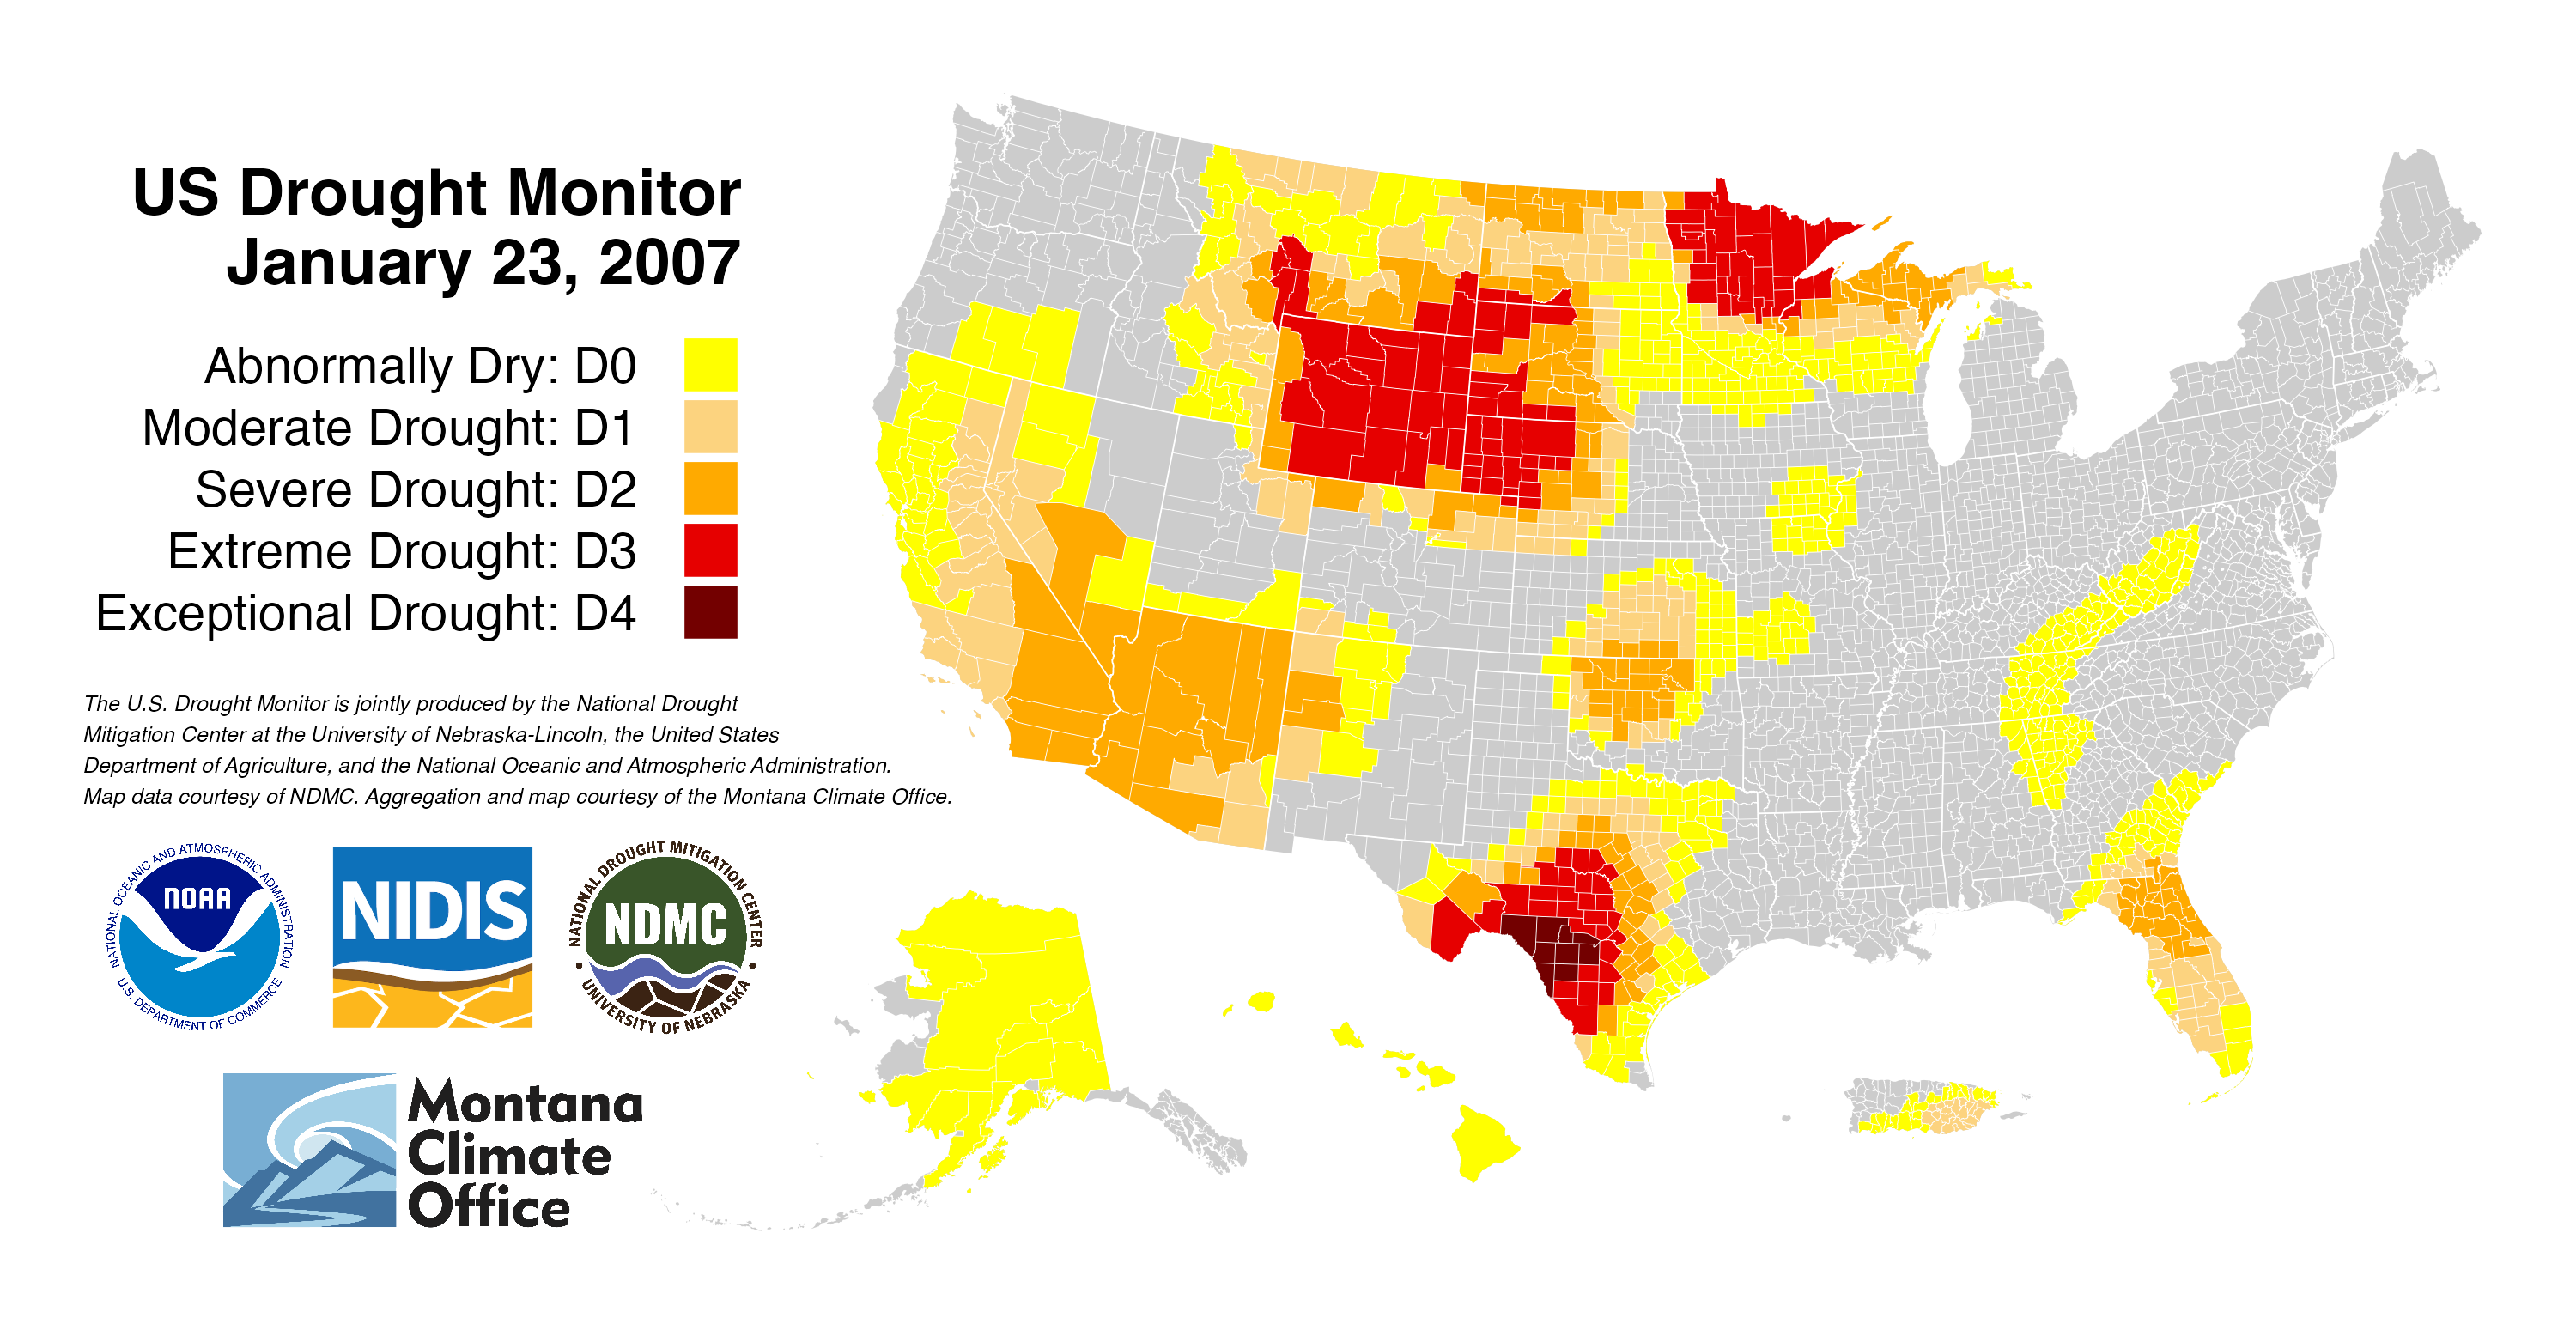 US Drought Monitor
January 23, 2007
Abnormally Dry: D0
Moderate Drought: D1
Severe Drought: D2
Extreme Drought: D3
Exceptional Drought: D4
The U.S. Drought Monitor is jointly produced by the National Drought
Mitigation Center at the University of Nebraska-Lincoln, the United States
Department of Agriculture, and the National Oceanic and Atmospheric Administration.
Map data courtesy of NDMC. Aggregation and map courtesy of the Montana Climate Office.
NATIONAL OCEANIC AND ATMOSPHERIC ADMINISTRATION
NOAA
U.S. DEPARTMENT OF COMMERCE
NIDIS
NATIONAL DROUGHT MITIGATION CENTER
NDMC
UNIVERSITY OF NEBRASKA
Montana
Climate
Office